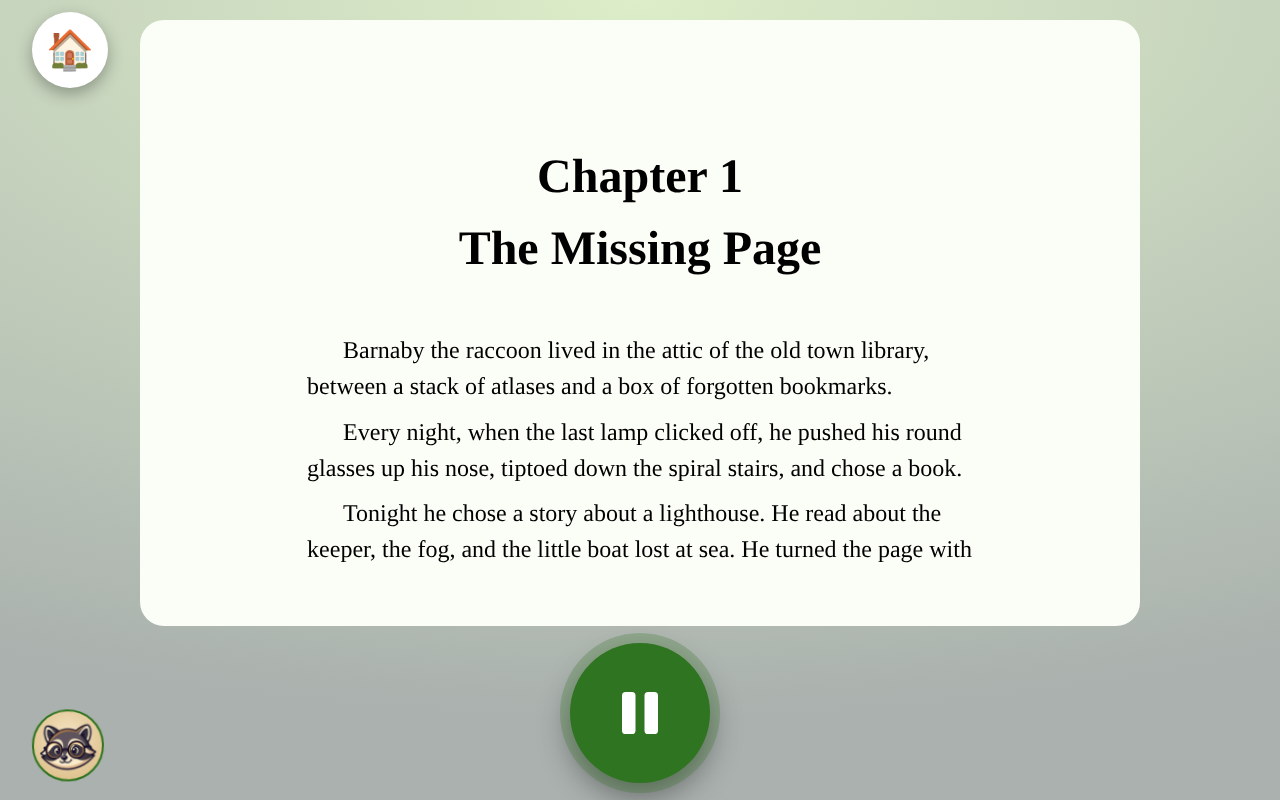 Chapter 1
The Missing Page
Barnaby the raccoon lived in the attic of the old town library,
between a stack of atlases and a box of forgotten bookmarks.
Every night, when the last lamp clicked off, he pushed his round
glasses up his nose, tiptoed down the spiral stairs, and chose a book.
Tonight he chose a story about a lighthouse. He read about the
keeper, the fog, and the little boat lost at sea. He turned the page with